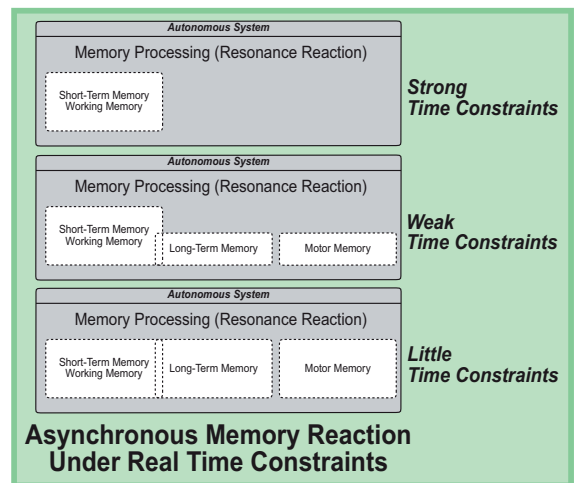 Autonomous System
Memory Processing (Resonance Reaction)
Short-Term Memory
Working Memory
Strong
Time Constraints
Autonomous System
Memory Processing (Resonance Reaction)
Short-Term Memory
Working Memory
Long-Term Memory
Motor Memory
Weak
Time Constraints
Autonomous System
Memory Processing (Resonance Reaction)
Short-Term Memory
Working Memory
Long-Term Memory
Motor Memory
Little
Time Constraints
Asynchronous Memory Reaction
Under Real Time Constraints